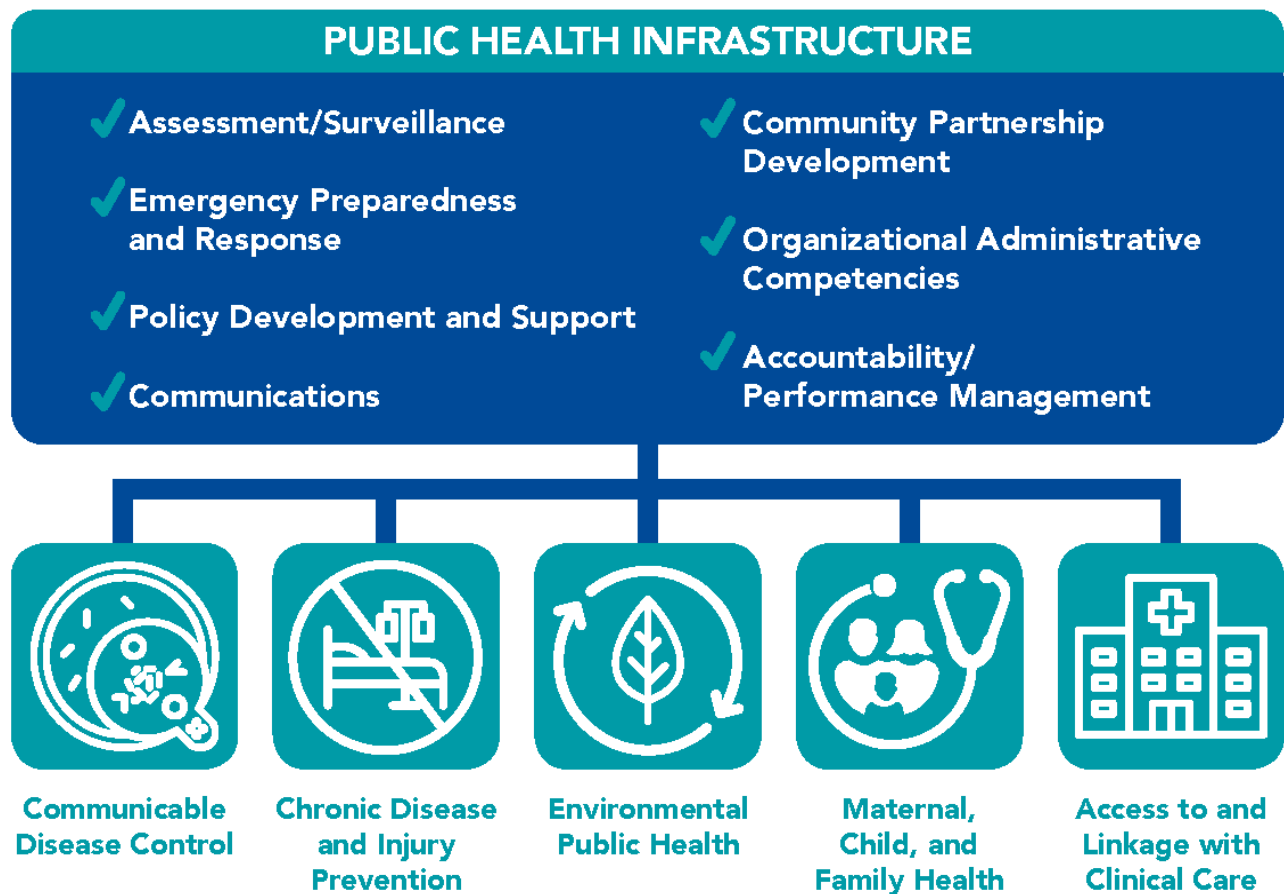 PUBLIC HEALTH INFRASTRUCTURE
Assessment/Surveillance
Emergency Preparedness
and Response
Policy Development and Support
Communications
Community Partnership
Development
Organizational Administrative
Competencies
Accountability/
Performance Management
Communicable
Disease Control
Chronic Disease
and Injury
Prevention
Environmental
Public Health
Maternal,
Child, and
Family Health
Access to and
Linkage with
Clinical Care